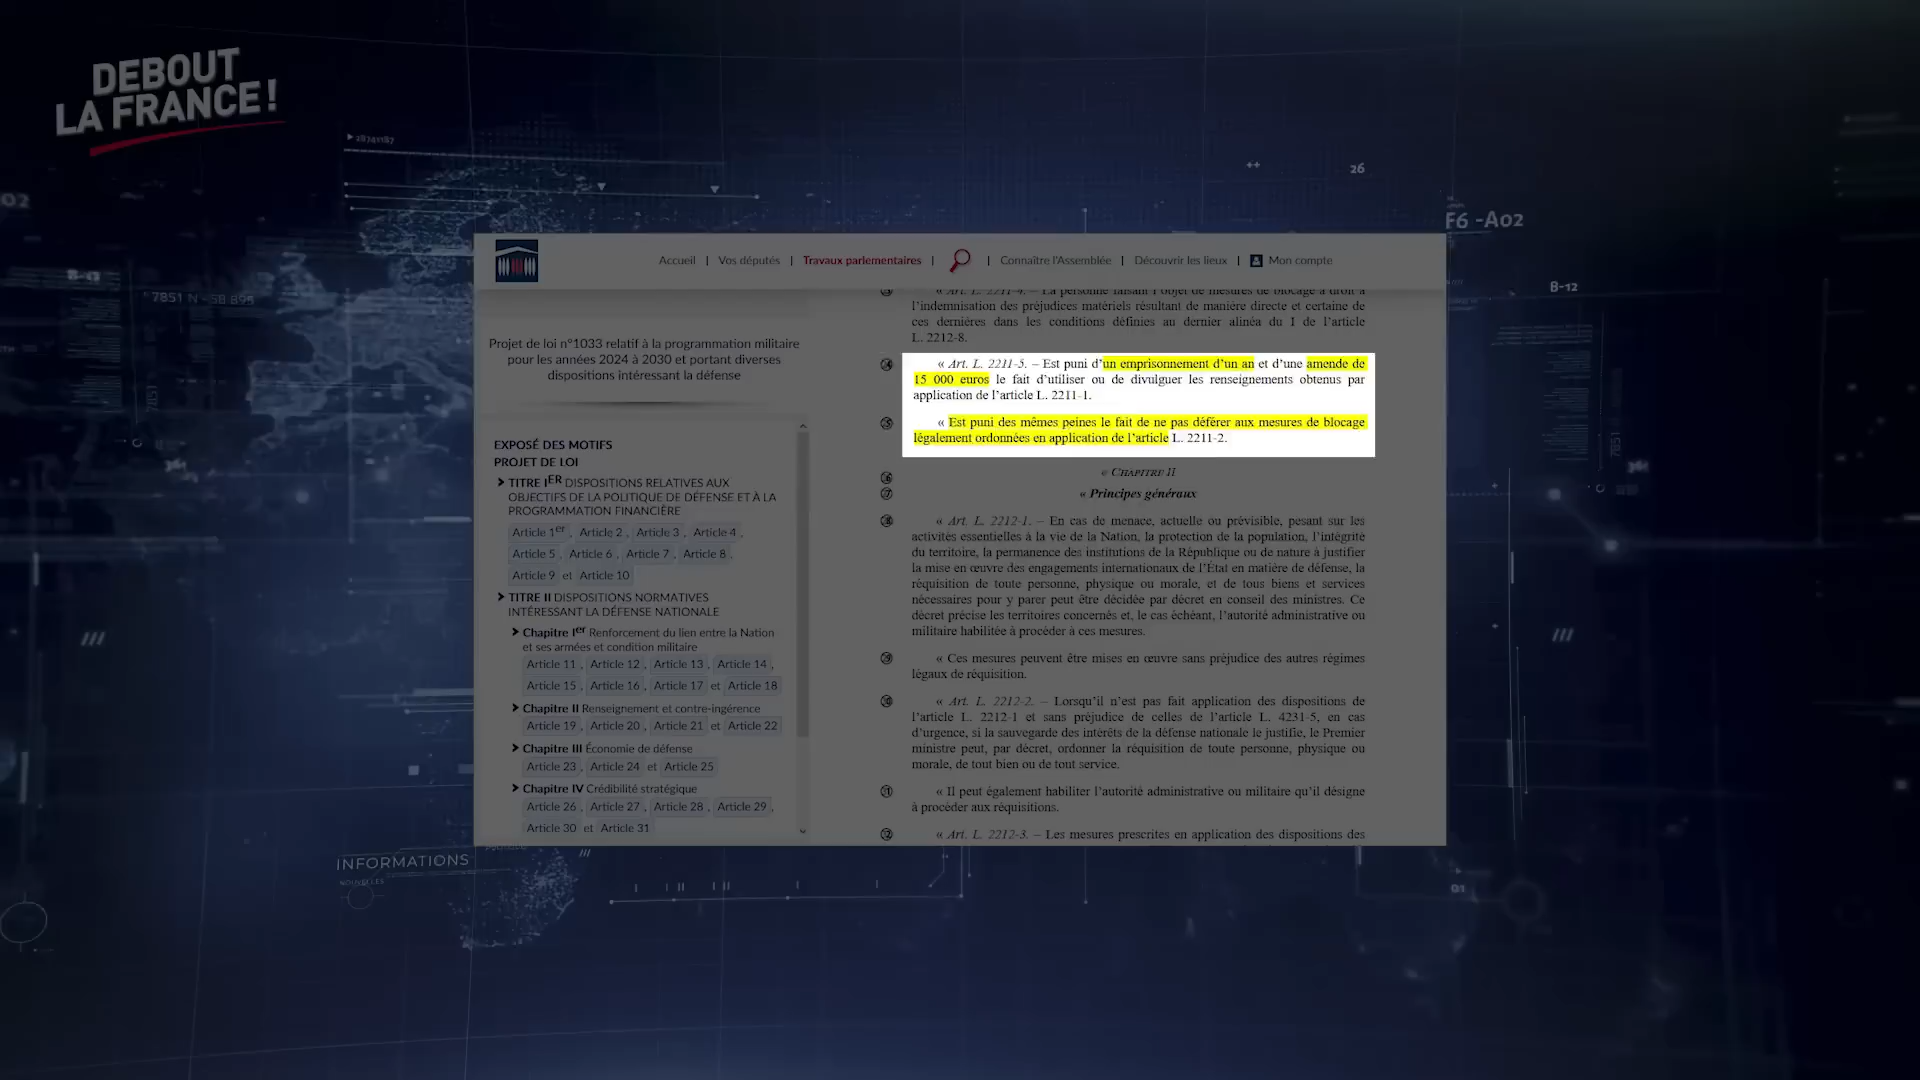 DEBOUT
LA FRANCE !
26
F6 -A02
02
B-12
7851 N - 5B B95
Accueil | Vos députés | Travaux parlementaires | | Connaître l'Assemblée | Découvrir les lieux | Mon compte
Projet de loi n°1033 relatif à la programmation militaire
pour les années 2024 à 2030 et portant diverses
dispositions intéressant la défense
EXPOSÉ DES MOTIFS
PROJET DE LOI
TITRE IER DISPOSITIONS RELATIVES AUX
OBJECTIFS DE LA POLITIQUE DE DÉFENSE ET À LA
PROGRAMMATION FINANCIÈRE
Article 1er , Article 2 , Article 3 , Article 4 ,
Article 5 , Article 6 , Article 7 , Article 8 ,
Article 9 et Article 10
TITRE II DISPOSITIONS NORMATIVES
INTÉRESSANT LA DÉFENSE NATIONALE
Chapitre Ier Renforcement du lien entre la Nation
et ses armées et condition militaire
Article 11 , Article 12 , Article 13 , Article 14 ,
Article 15 , Article 16 , Article 17 et Article 18
Chapitre II Renseignement et contre-ingérence
Article 19 , Article 20 , Article 21 et Article 22
Chapitre III Économie de défense
Article 23 , Article 24 et Article 25
Chapitre IV Crédibilité stratégique
Article 26 , Article 27 , Article 28 , Article 29 ,
Article 30 et Article 31
« Art. L. 2211-4. – La personne faisant l'objet de mesures de blocage a droit à
l'indemnisation des préjudices matériels résultant de manière directe et certaine de
ces dernières dans les conditions définies au dernier alinéa du 1 de l'article
L. 2212-8.
« Art. L. 2211-5. – Est puni d'un emprisonnement d'un an et d'une amende de
15 000 euros le fait d'utiliser ou de divulguer les renseignements obtenus par
application de l'article L. 2211-1.
« Est puni des mêmes peines le fait de ne pas déférer aux mesures de blocage
légalement ordonnées en application de l'article L. 2211-2.
« CHAPITRE II
« Principes généraux
« Art. L. 2212-1. – En cas de menace, actuelle ou prévisible, pesant sur les
activités essentielles à la vie de la Nation, la protection de la population, l'intégrité
du territoire, la permanence des institutions de la République ou de nature à justifier
la mise en œuvre des engagements internationaux de l'État en matière de défense, la
réquisition de toute personne, physique ou morale, et de tous biens et services
nécessaires pour y parer peut être décidée par décret en conseil des ministres. Ce
décret précise les territoires concernés et, le cas échéant, l'autorité administrative ou
militaire habilitée à procéder à ces mesures.
« Ces mesures peuvent être mises en œuvre sans préjudice des autres régimes
légaux de réquisition.
« Art. L. 2212-2. – Lorsqu'il n'est pas fait application des dispositions de
l'article L. 2212-1 et sans préjudice de celles de l'article L. 4231-5, en cas
d'urgence, si la sauvegarde des intérêts de la défense nationale le justifie, le Premier
ministre peut, par décret, ordonner la réquisition de toute personne, physique ou
morale, de tout bien ou de tout service.
« Il peut également habiliter l'autorité administrative ou militaire qu'il désigne
à procéder aux réquisitions.
« Art. L. 2212-3. – Les mesures prescrites en application des dispositions des
INFORMATIONS
NOUVELLES
01